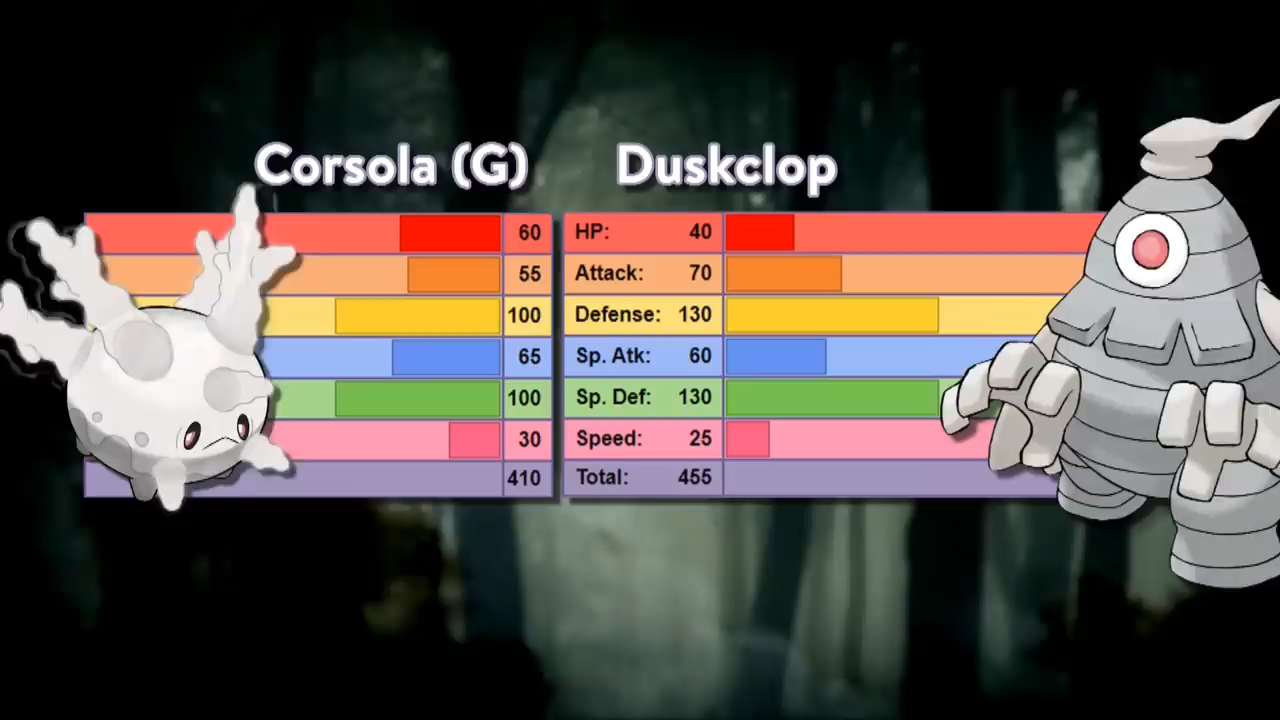 Corsola (G) Duskclop
60 HP: 40
55 Attack: 70
100 Defense: 130
65 Sp. Atk: 60
100 Sp. Def: 130
30 Speed: 25
410 Total: 455